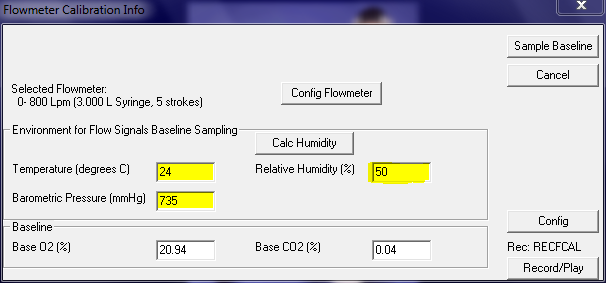 Flowmeter Calibration Info
X
Sample Baseline
Cancel
Selected Flowmeter:
0- 800 Lpm (3.000 L Syringe, 5 strokes)
Config Flowmeter
Environment for Flow Signals Baseline Sampling
Calc Humidity
Temperature (degrees C) 24 Relative Humidity (%) 50
Barometric Pressure (mmHg) 735
Baseline
Base O2 (%) 20.94 Base CO2 (%) 0.04
Config
Rec: RECFCAL
Record/Play